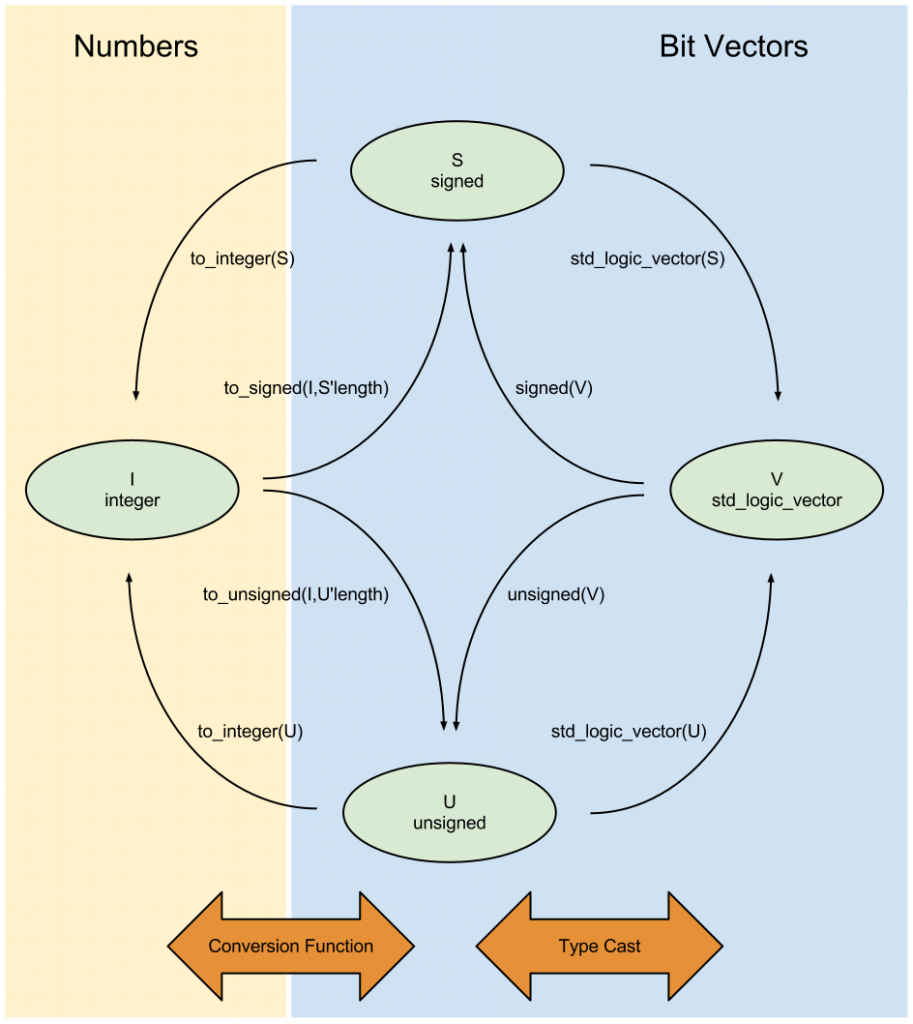 Numbers
Bit Vectors
S
signed
to_integer(S)
std_logic_vector(S)
to_signed(I,S'length)
signed(V)
I
integer
V
std_logic_vector
to_unsigned(I,U'length)
unsigned(V)
to_integer(U)
std_logic_vector(U)
U
unsigned
Conversion Function
Type Cast